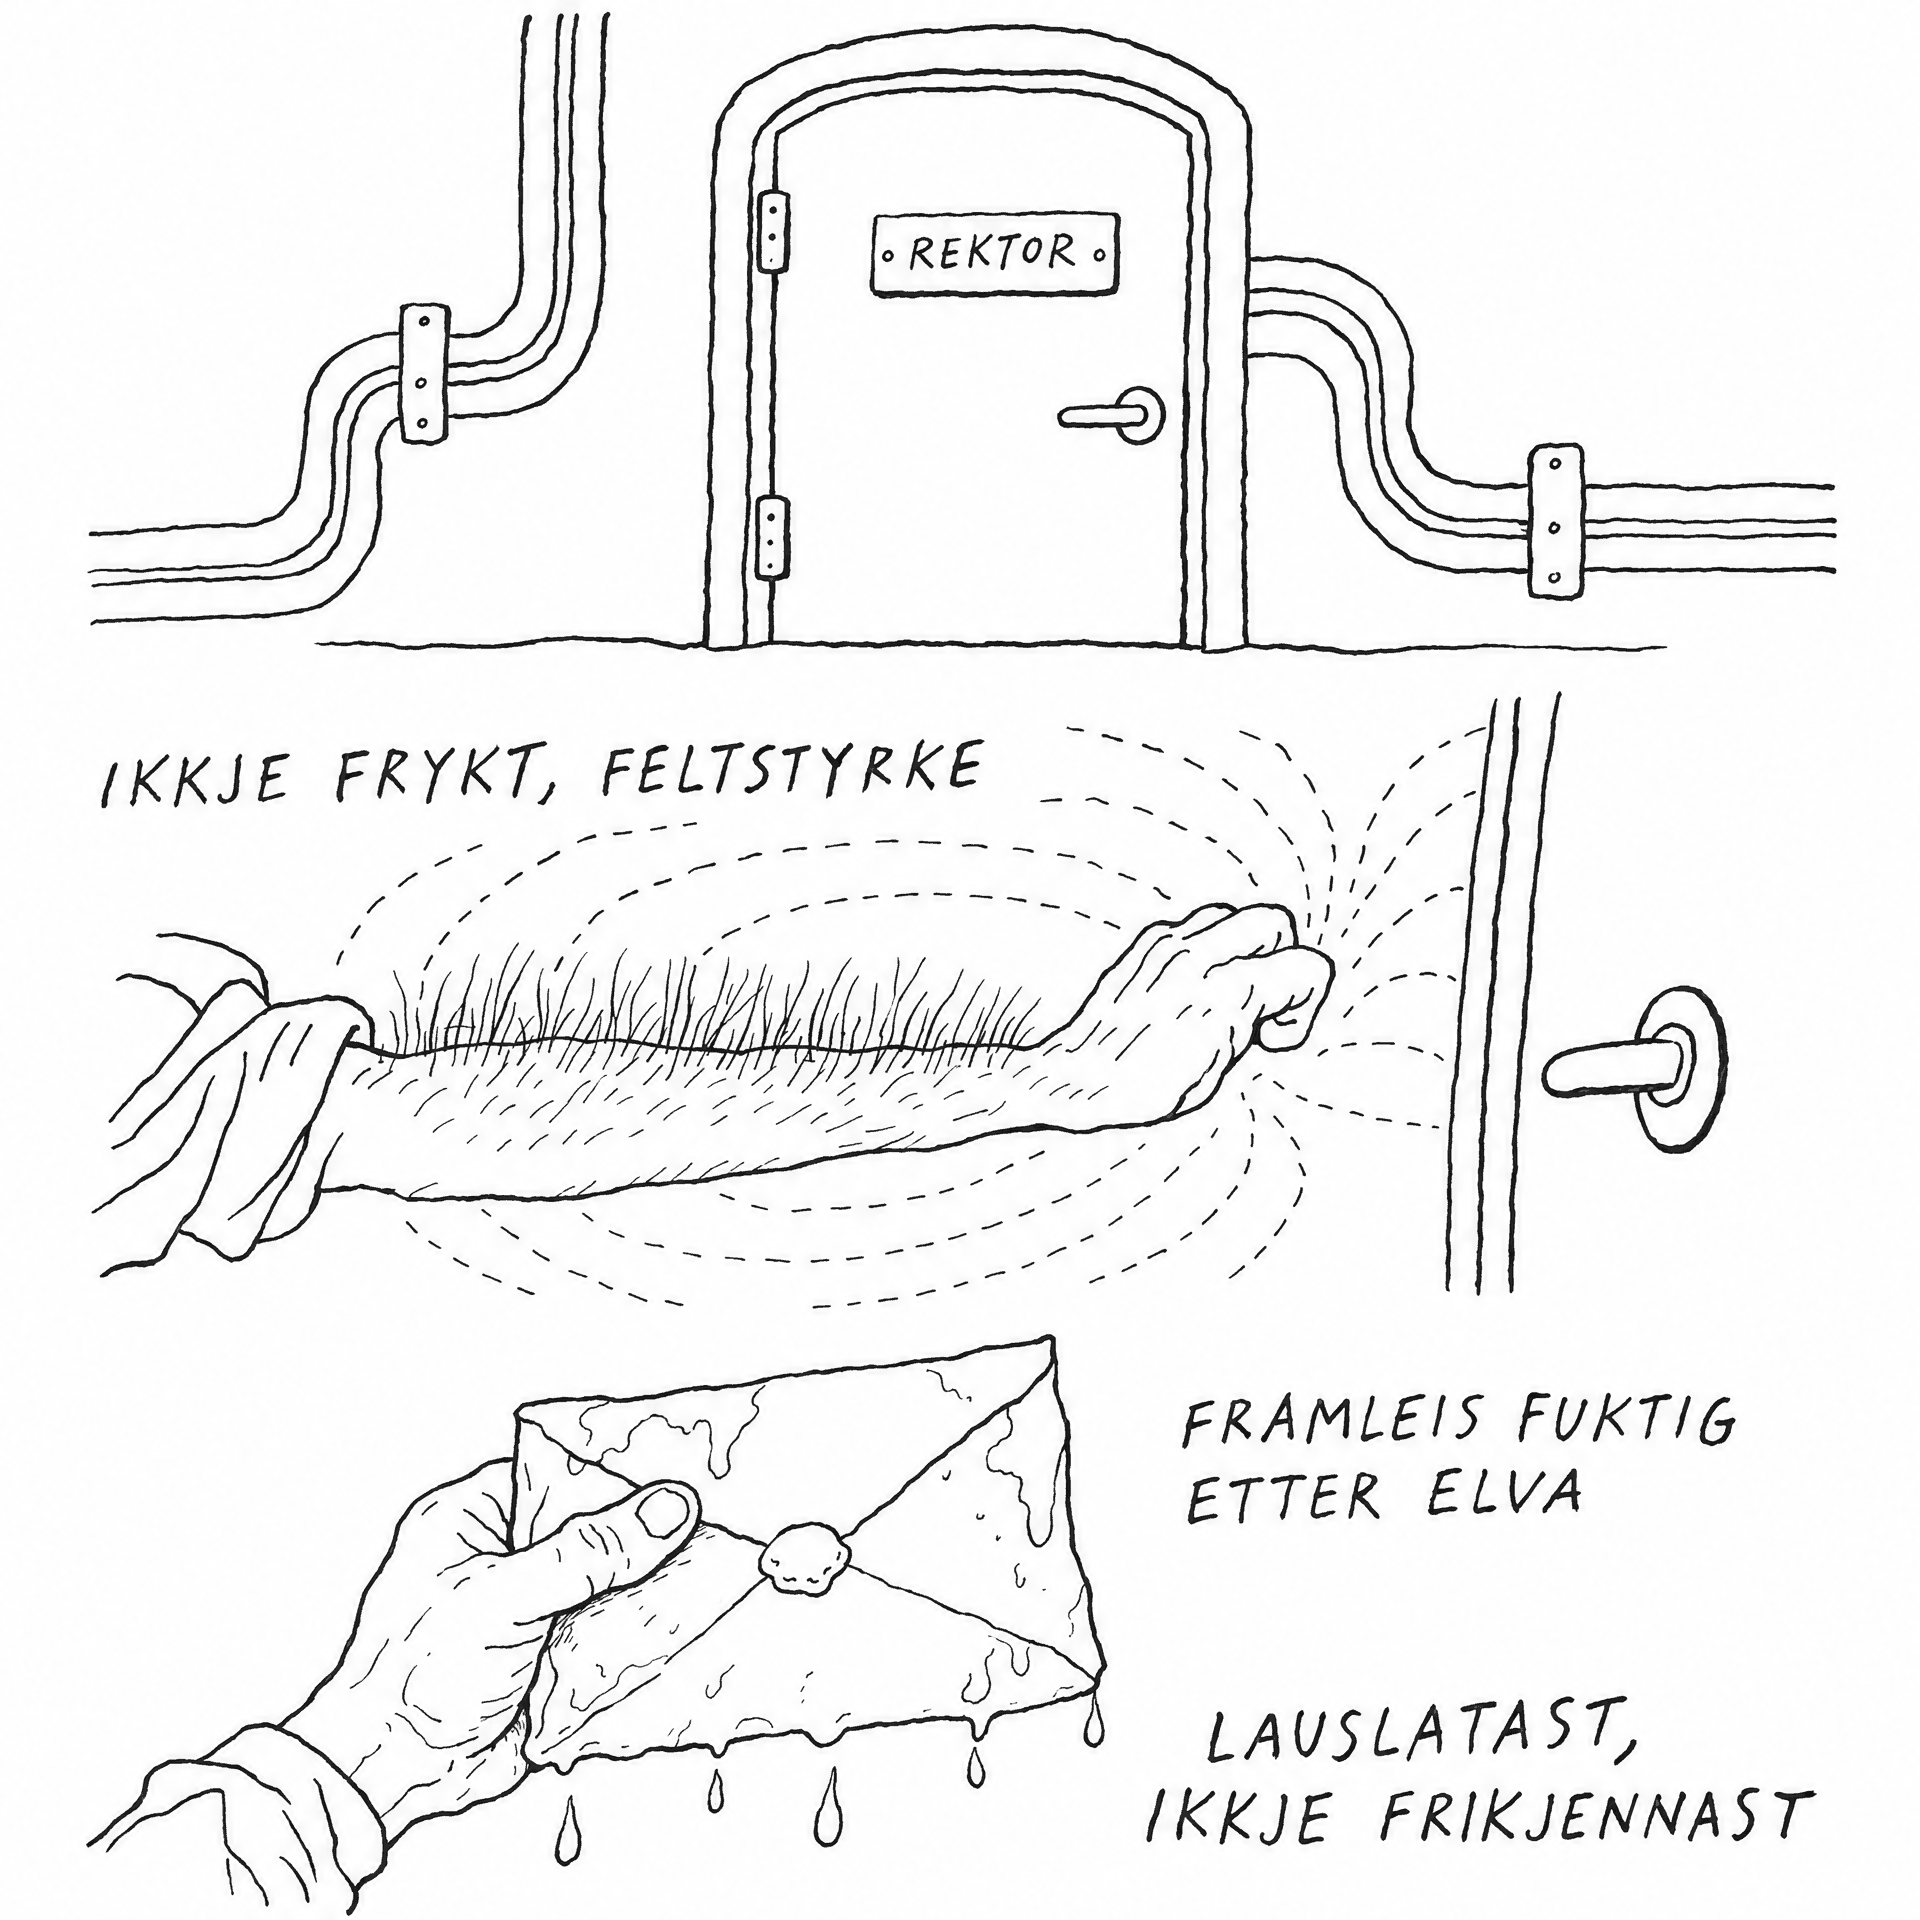 REKTOR
IKKJE FRYKT, FELTSTYRKE
FRAMLEIS FUKTIG
ETTER ELVA
LAUSLATAST,
IKKJE FRIKJENNAST